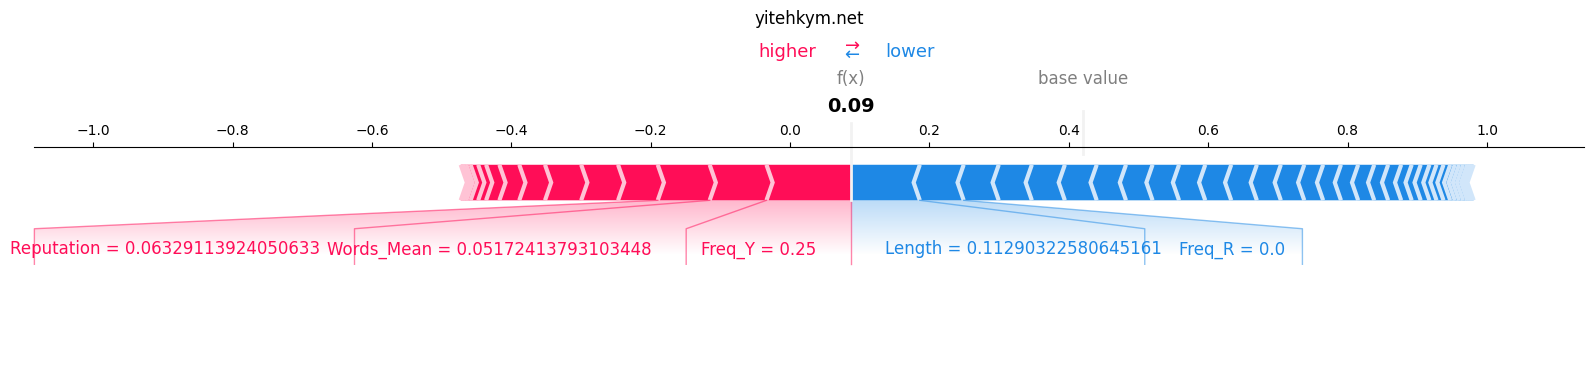 yitehkym.net
higher ⇄ lower
f(x) base value
0.09
−1.0 −0.8 −0.6 −0.4 −0.2 0.0 0.2 0.4 0.6 0.8 1.0
Reputation = 0.06329113924050633 Words_Mean = 0.05172413793103448 Freq_Y = 0.25 Length = 0.11290322580645161 Freq_R = 0.0